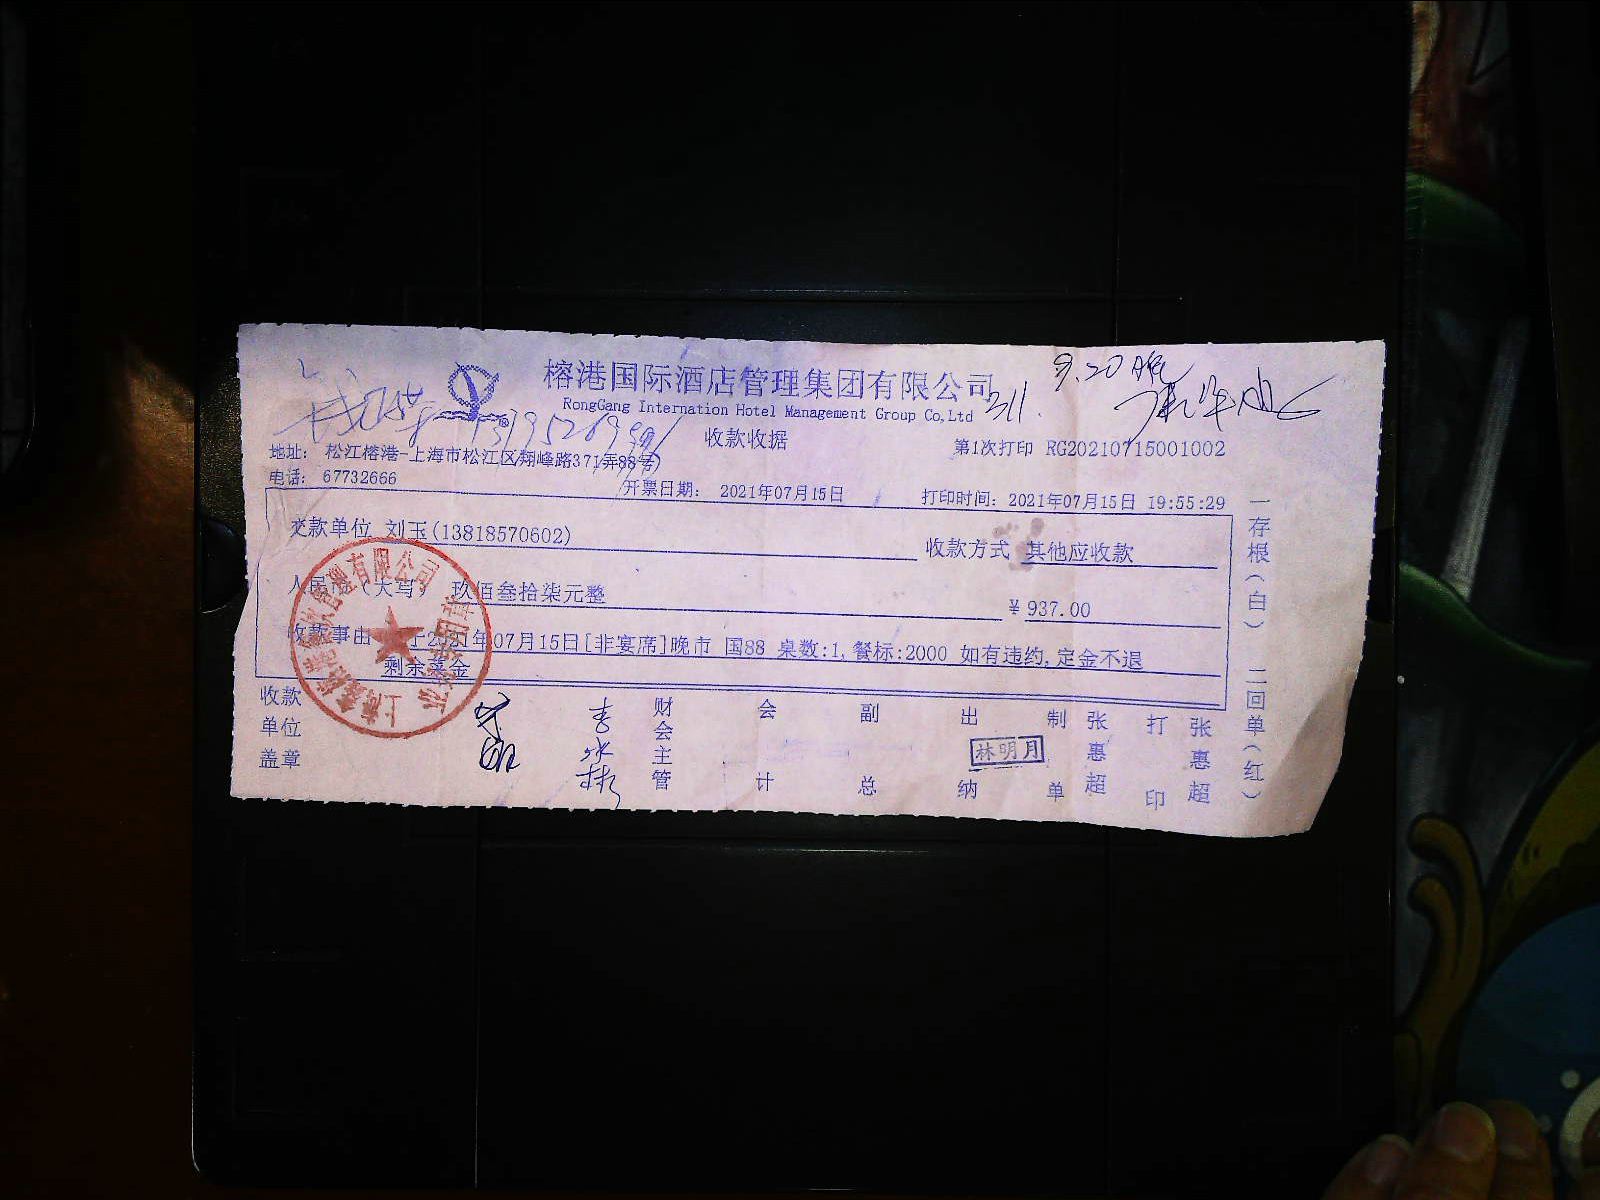 榕港国际酒店管理集团有限公司
RongGang Internation Hotel Management Group Co,Ltd
311.
9.20晚
收款收据
第1次打印 RG20210715001002
地址: 松江榕港-上海市松江区翔峰路371弄88号)
电话: 67732666
开票日期: 2021年07月15日
打印时间: 2021年07月15日 19:55:29
交款单位 刘玉(13818570602)
收款方式 其他应收款
人民币(大写) 玖佰叁拾柒元整
¥937.00
收款事由 2021年07月15日[非宴席]晚市 国88 桌数:1,餐标:2000 如有违约,定金不退
剩余落金
收款单位盖章
财会主管
会计
副总
出纳
林明月
制单
张惠超
打印
张惠超
一存根(白) 二回单(红)